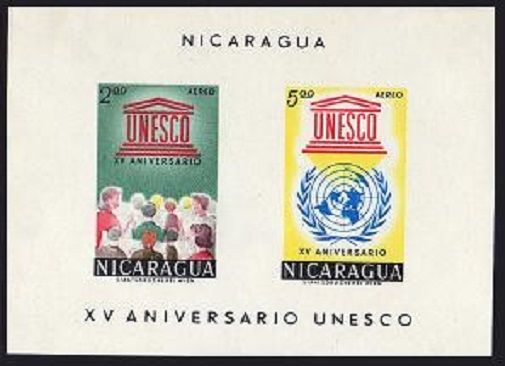 NICARAGUA
2.00 AEREO
UNESCO
XV ANIVERSARIO
NICARAGUA
5.00 AEREO
UNESCO
XV ANIVERSARIO
NICARAGUA
XV ANIVERSARIO UNESCO